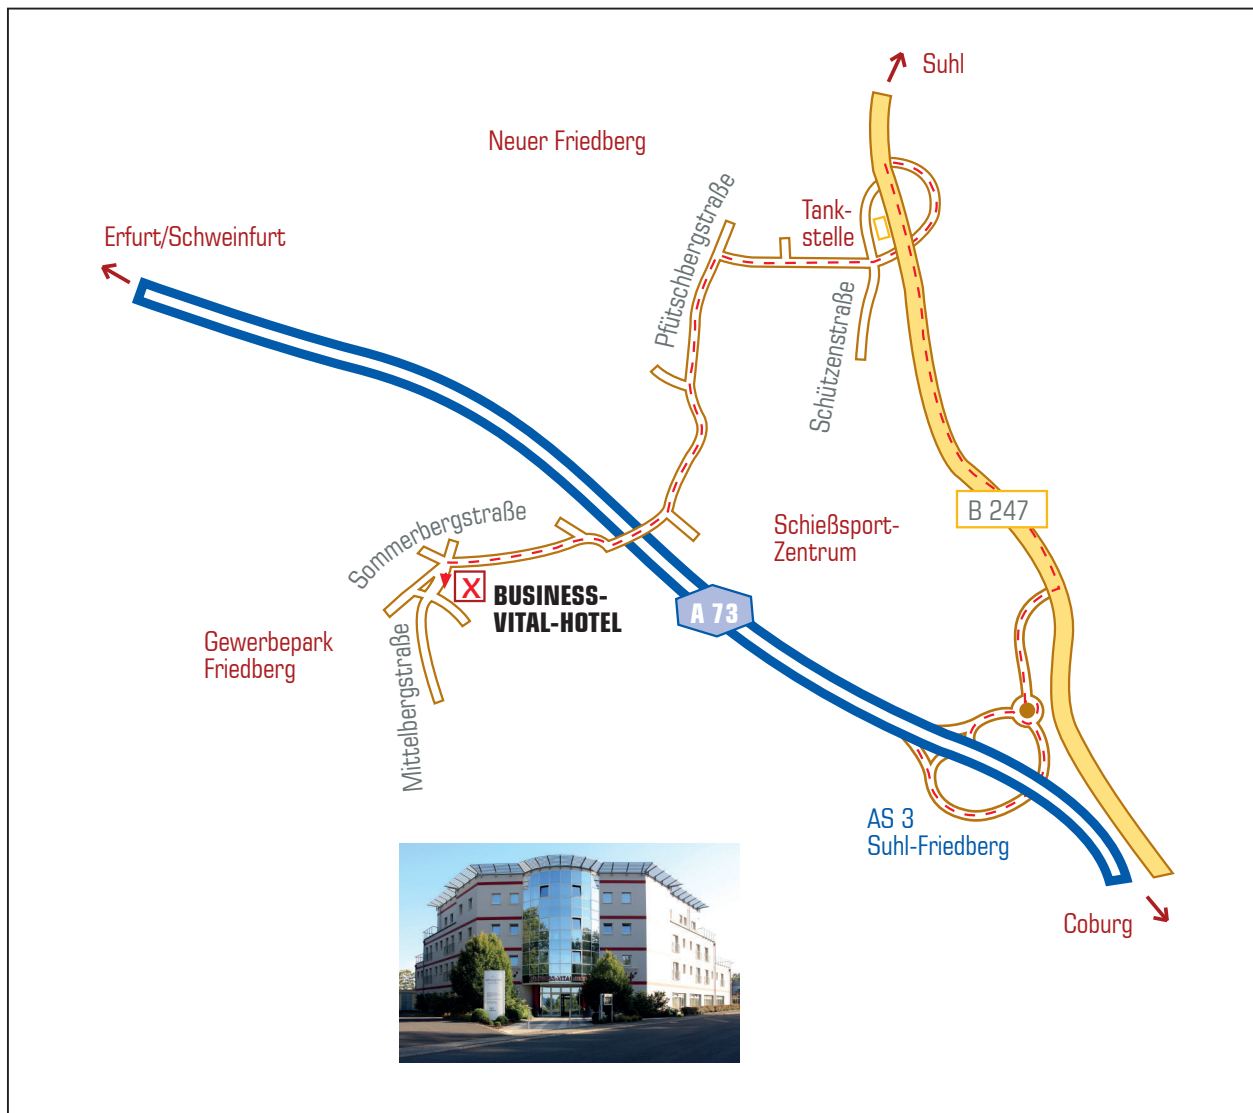 Suhl
Neuer Friedberg
Tank-
stelle
Erfurt/Schweinfurt
Pfütschbergstraße
Schützenstraße
B 247
Schießsport-
Zentrum
Sommerbergstraße
X
BUSINESS-
VITAL-HOTEL
A 73
Gewerbepark
Friedberg
Mittelbergstraße
AS 3
Suhl-Friedberg
Coburg